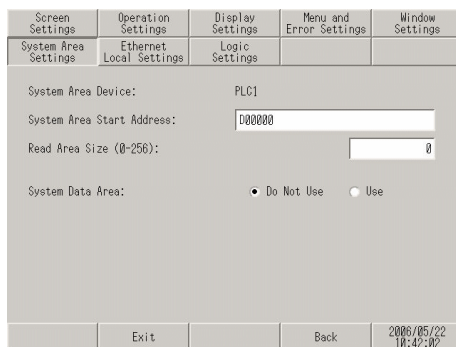 Screen Settings
Operation Settings
Display Settings
Menu and Error Settings
Window Settings
System Area Settings
Ethernet Local Settings
Logic Settings
System Area Device: PLC1
System Area Start Address: D00000
Read Area Size (0-256): 0
System Data Area: Do Not Use Use
Exit
Back
2006/05/22
10:42:02